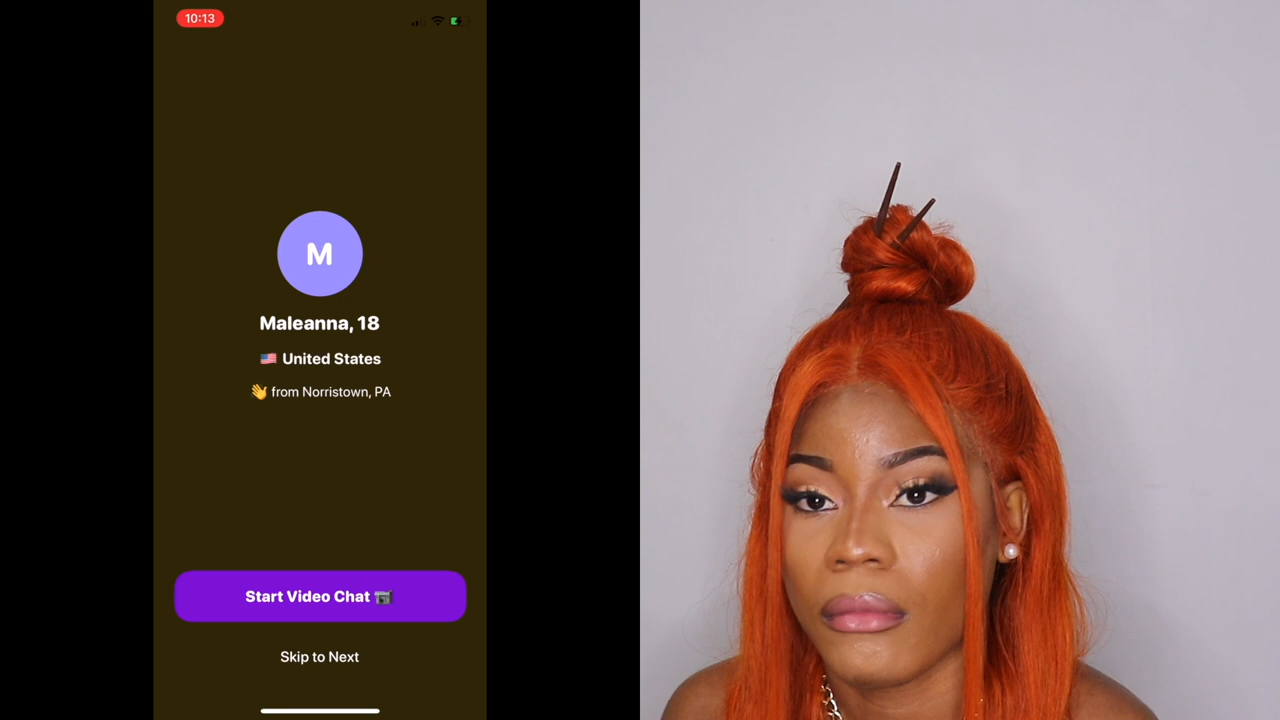 10:13
M
Maleanna, 18
🇺🇸 United States
👋 from Norristown, PA
Start Video Chat 📹
Skip to Next